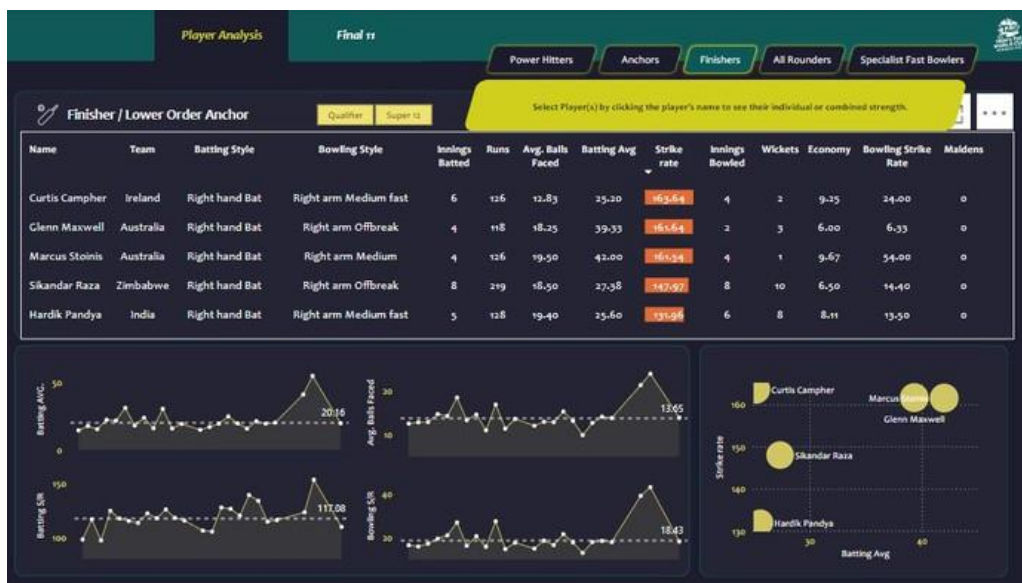 Player Analysis
Final 11
Power Hitters
Anchors
Finishers
All Rounders
Specialist Fast Bowlers
Select Player(s) by clicking the player's name to see their individual or combined strength.
Finisher / Lower Order Anchor
Qualifier
Super 12
Name Team Batting Style Bowling Style Innings Batted Runs Avg. Balls Faced Batting Avg Strike rate Innings Bowled Wickets Economy Bowling Strike Rate Maidens
Curtis Campher Ireland Right hand Bat Right arm Medium fast 6 126 12.83 25.20 163.64 4 2 9.25 24.00 0
Glenn Maxwell Australia Right hand Bat Right arm Offbreak 4 118 18.25 39.33 161.64 2 3 6.00 6.33 0
Marcus Stoinis Australia Right hand Bat Right arm Medium 4 126 19.50 42.00 161.54 4 1 9.67 54.00 0
Sikandar Raza Zimbabwe Right hand Bat Right arm Offbreak 8 219 18.50 27.38 147.97 8 10 6.50 14.40 0
Hardik Pandya India Right hand Bat Right arm Medium fast 5 128 19.40 25.60 131.96 6 8 8.11 13.50 0
Batting AVG.
50
0
20.16
Avg. Balls Faced
20
10
13.65
Batting S/R
150
100
117.08
Bowling S/R
40
20
18.43
Strike rate
160
150
140
130
Curtis Campher
Marcus Stoinis
Glenn Maxwell
Sikandar Raza
Hardik Pandya
30
40
Batting Avg